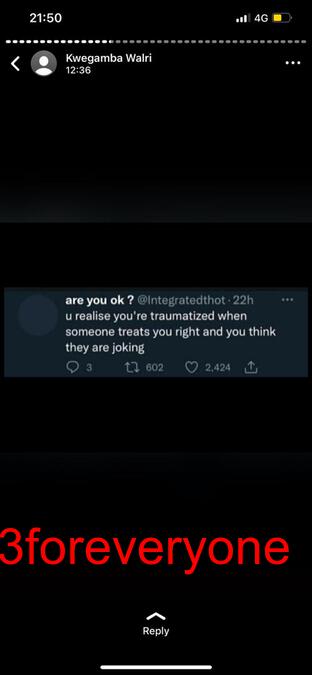 21:50
4G
Kwegamba Walri
12:36
are you ok ? @Integratedthot · 22h
u realise you're traumatized when
someone treats you right and you think
they are joking
3 602 2,424
3foreveryone
Reply